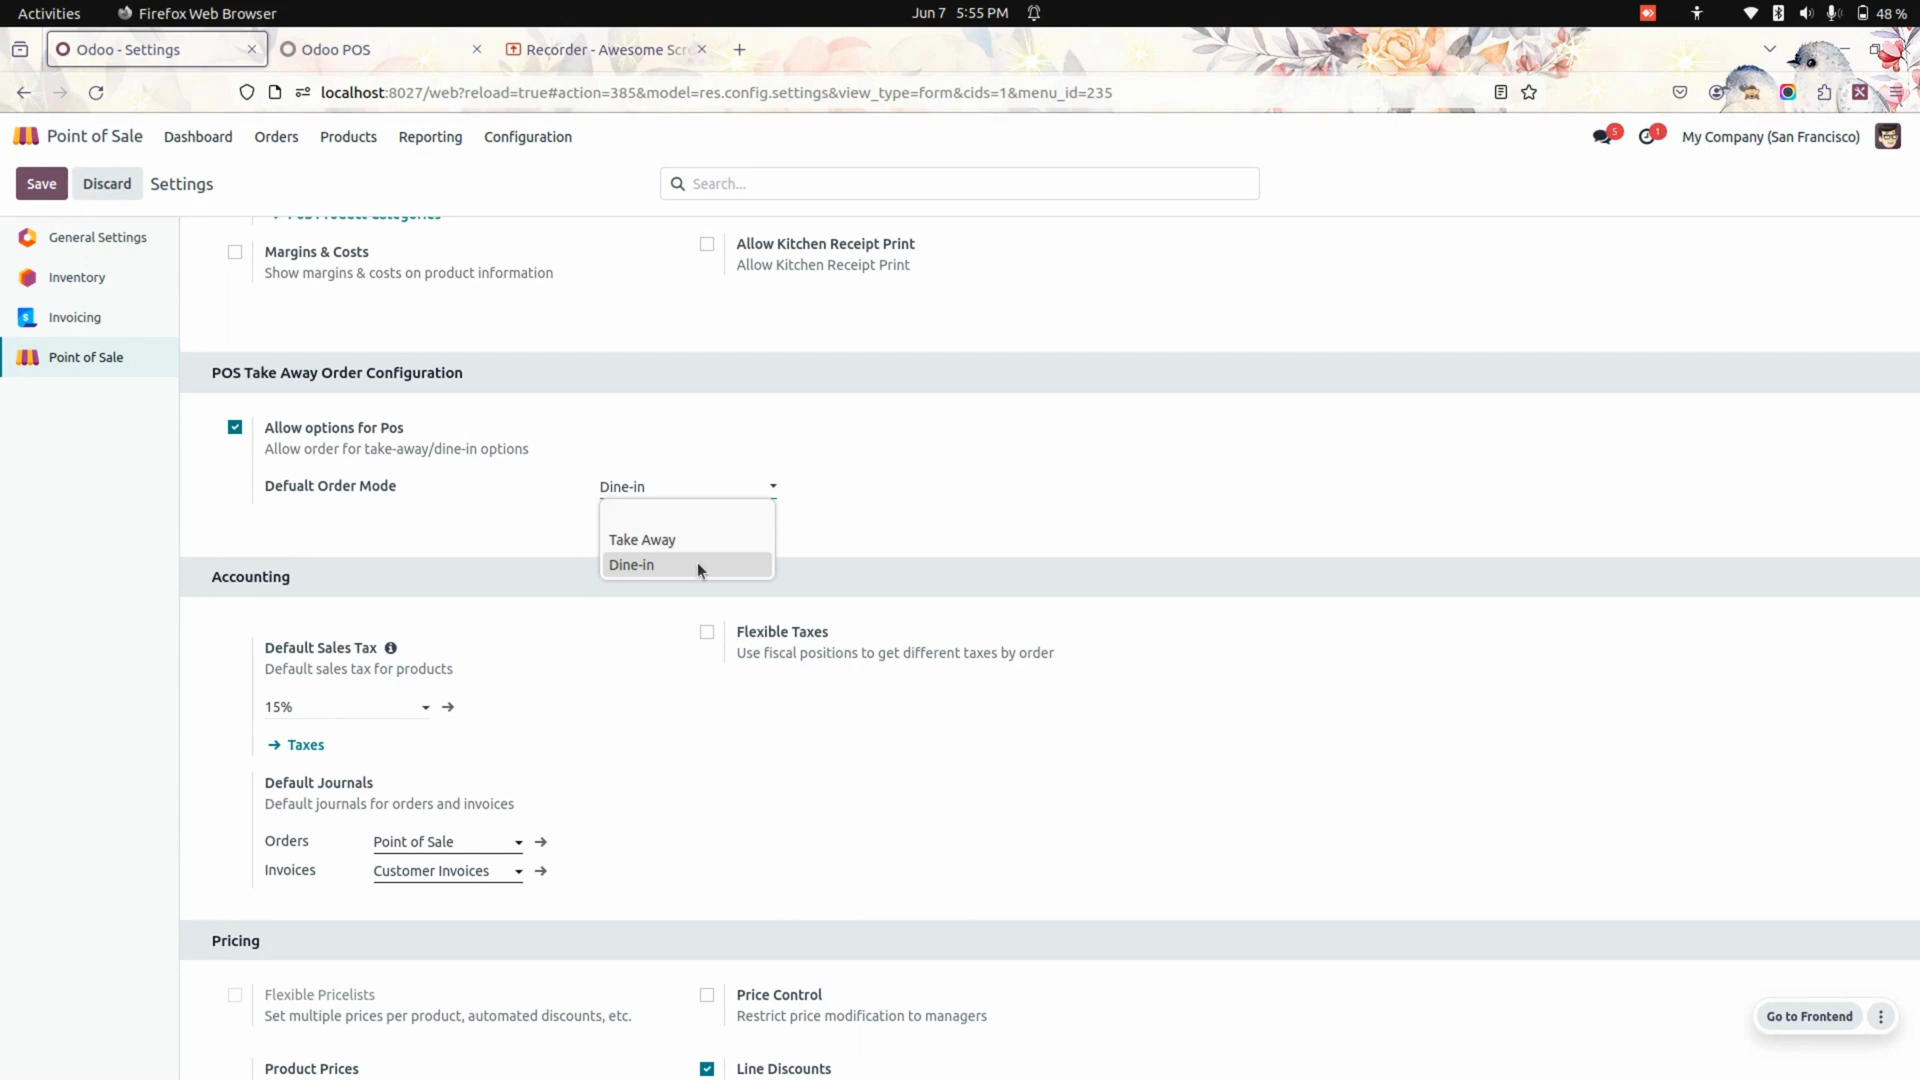 Activities
Firefox Web Browser
Jun 7 5:55 PM
48 %
Odoo - Settings
Odoo POS
Recorder - Awesome Scr
localhost:8027/web?reload=true#action=385&model=res.config.settings&view_type=form&cids=1&menu_id=235
Point of Sale
Dashboard
Orders
Products
Reporting
Configuration
5
1
My Company (San Francisco)
Save
Discard
Settings
Search...
General Settings
Inventory
Invoicing
Point of Sale
POS Product Categories
Margins & Costs
Show margins & costs on product information
Allow Kitchen Receipt Print
Allow Kitchen Receipt Print
POS Take Away Order Configuration
Allow options for Pos
Allow order for take-away/dine-in options
Defualt Order Mode
Dine-in
Take Away
Dine-in
Accounting
Default Sales Tax
Default sales tax for products
15%
Taxes
Flexible Taxes
Use fiscal positions to get different taxes by order
Default Journals
Default journals for orders and invoices
Orders
Point of Sale
Invoices
Customer Invoices
Pricing
Flexible Pricelists
Set multiple prices per product, automated discounts, etc.
Price Control
Restrict price modification to managers
Product Prices
Line Discounts
Go to Frontend